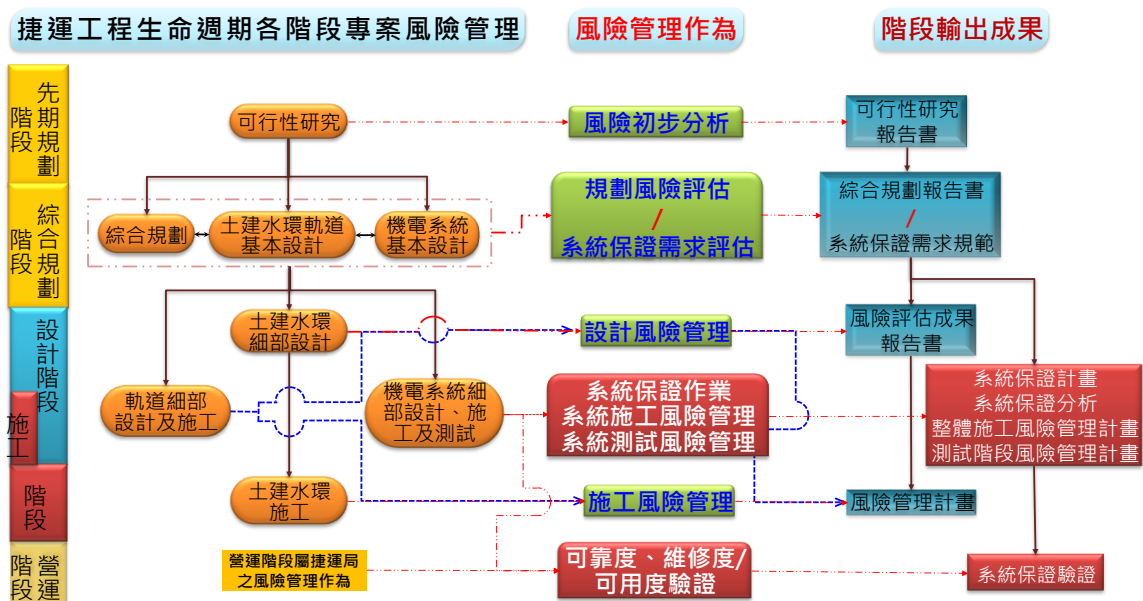 捷運工程生命週期各階段專案風險管理
風險管理作為
階段輸出成果
先期規劃
階段
可行性研究
風險初步分析
可行性研究
報告書
綜合規劃
階段
綜合規劃
土建水環軌道
基本設計
機電系統
基本設計
規劃風險評估
/
系統保證需求評估
綜合規劃報告書
/
系統保證需求規範
設計階段
土建水環
細部設計
設計風險管理
風險評估成果
報告書
軌道細部
設計及施工
機電系統細
部設計、施
工及測試
系統保證作業
系統施工風險管理
系統測試風險管理
系統保證計畫
系統保證分析
整體施工風險管理計畫
測試階段風險管理計畫
施工
階段
土建水環
施工
施工風險管理
風險管理計畫
營運
階段
營運階段屬捷運局
之風險管理作為
可靠度、維修度/
可用度驗證
系統保證驗證